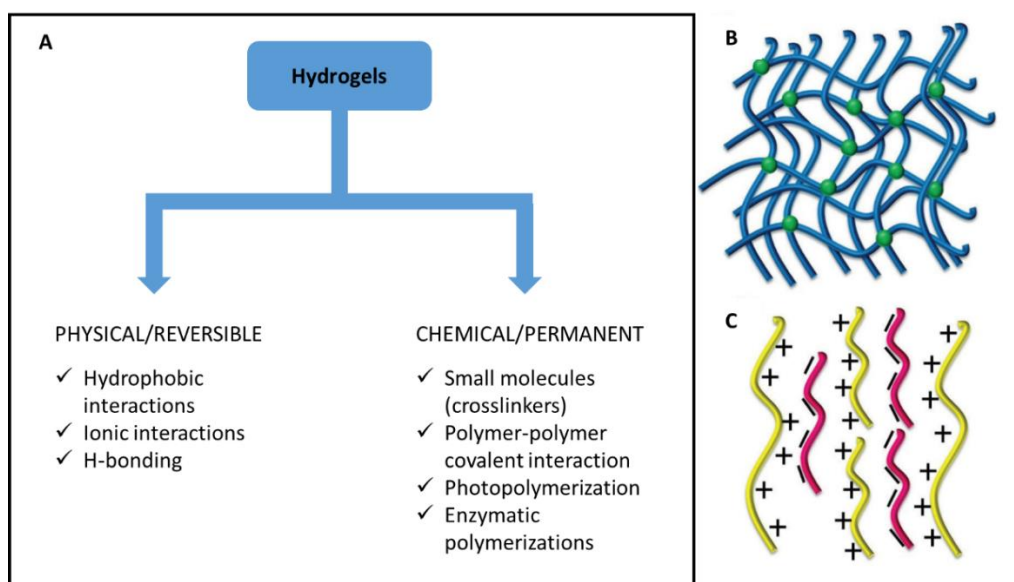 A
Hydrogels
PHYSICAL/REVERSIBLE
✓ Hydrophobic
interactions
✓ Ionic interactions
✓ H-bonding
CHEMICAL/PERMANENT
✓ Small molecules
(crosslinkers)
✓ Polymer-polymer
covalent interaction
✓ Photopolymerization
✓ Enzymatic
polymerizations
B
C